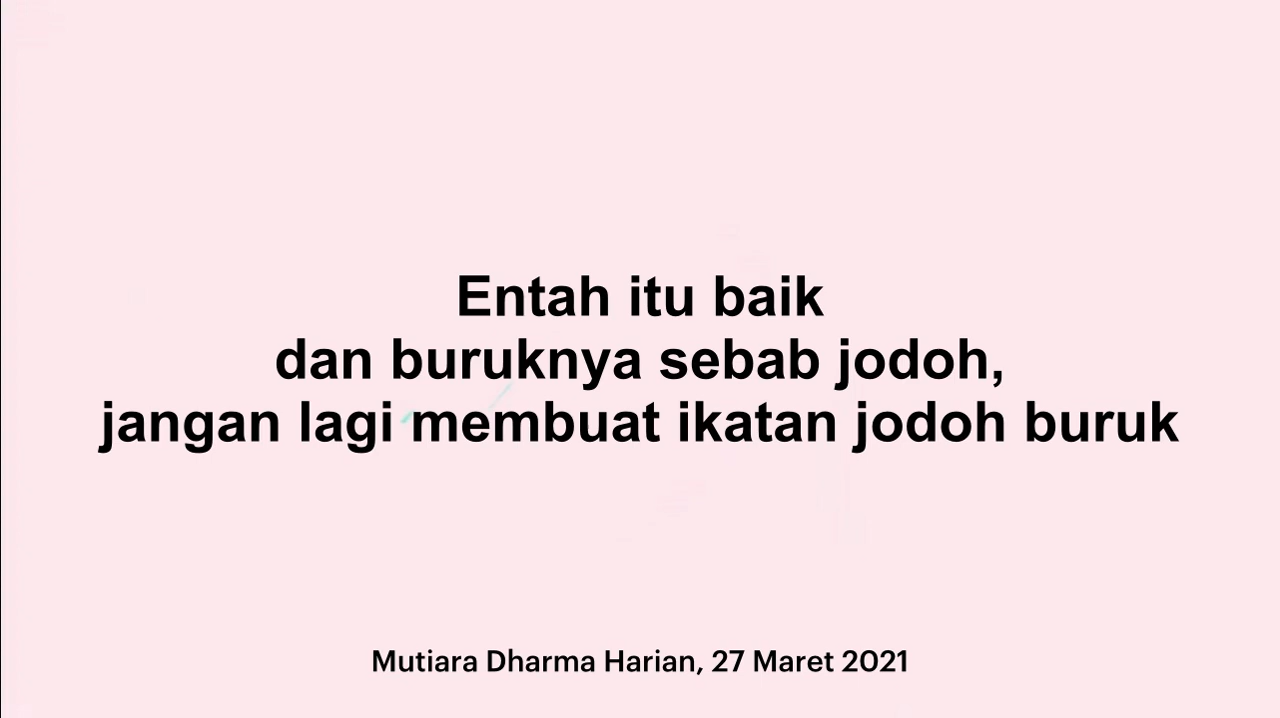 Entah itu baik
dan buruknya sebab jodoh,
jangan lagi membuat ikatan jodoh buruk
Mutiara Dharma Harian, 27 Maret 2021